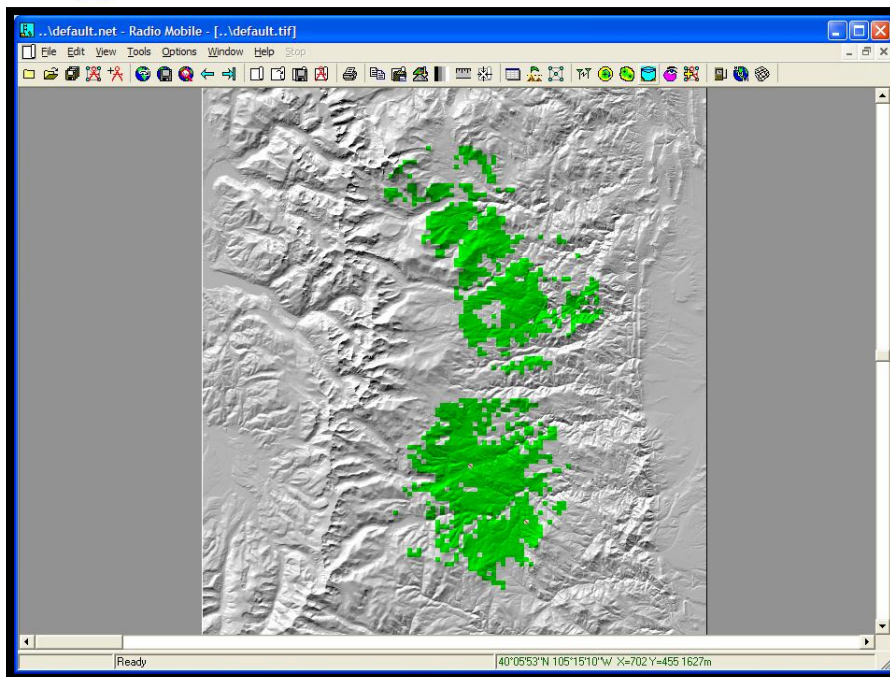 ..\default.net - Radio Mobile - [..\default.tif]
File Edit View Tools Options Window Help Stop
Ready
40°05'53"N 105°15'10"W X=702 Y=455 1627m